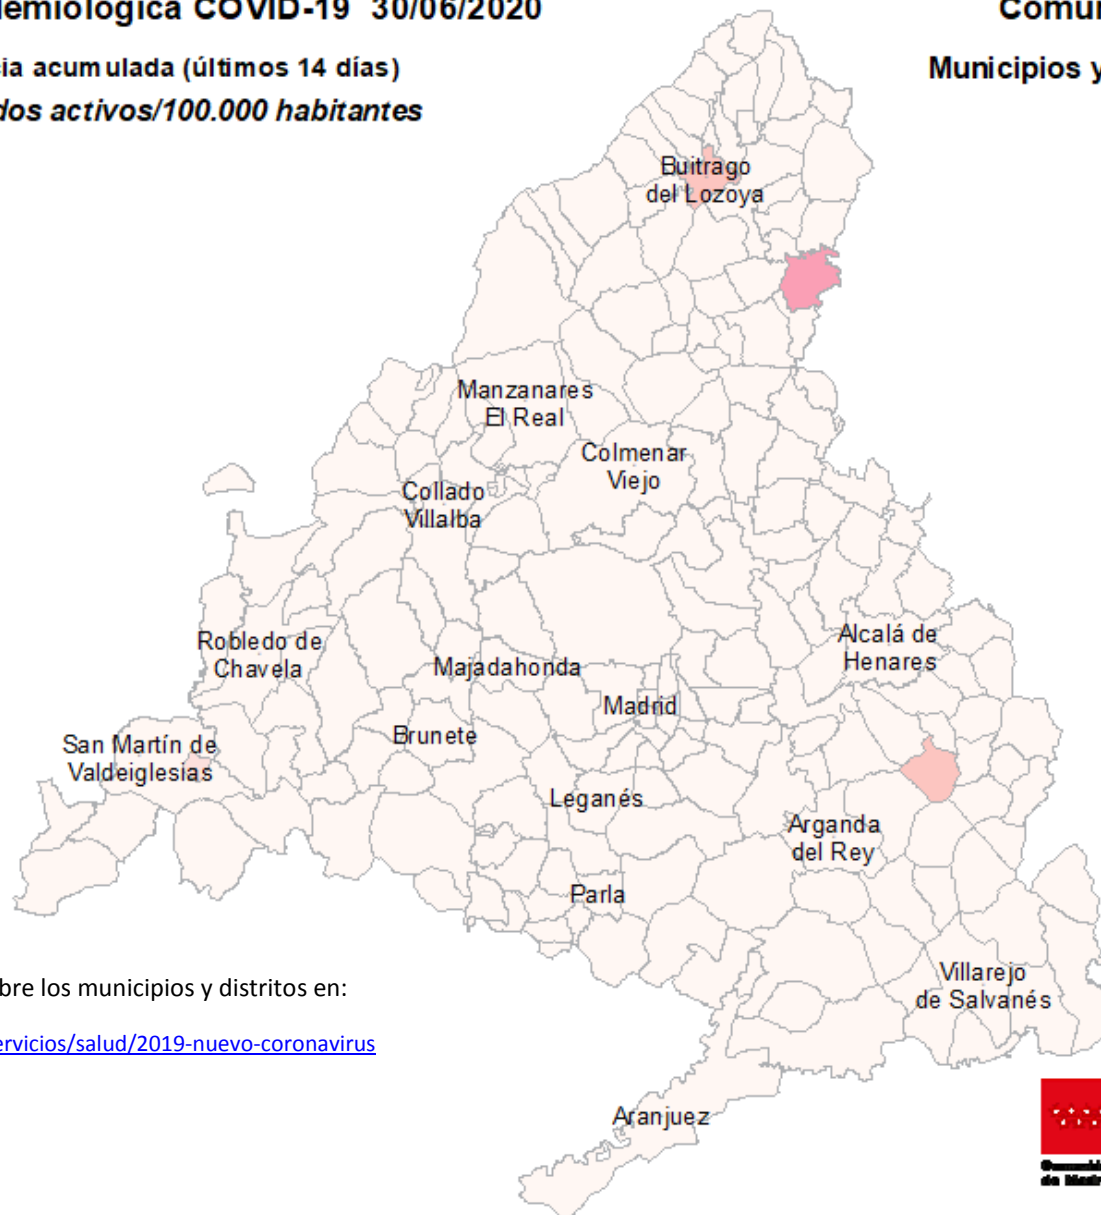 emiológica COVID-19 30/06/2020
Comu
ia acumulada (últimos 14 días)
Municipios y
dos activos/100.000 habitantes
Buitrago
del Lozoya
Manzanares
El Real
Colmenar
Viejo
Collado
Villalba
Alcalá de
Henares
Robledo de
Chavela
Majadahonda
Madrid
Brunete
San Martín de
Valdeiglesias
Leganés
Arganda
del Rey
Parla
Villarejo
de Salvanés
bre los municipios y distritos en:
ervicios/salud/2019-nuevo-coronavirus
Aranjuez
de Madri